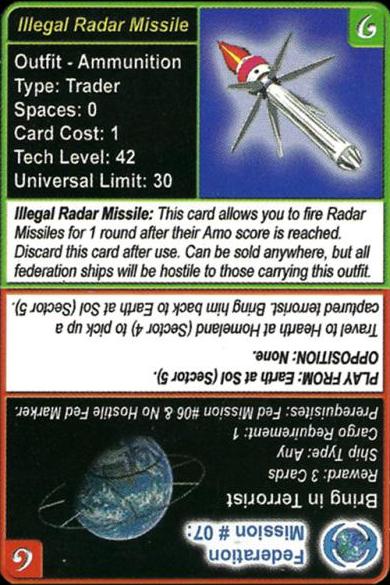 Illegal Radar Missile
6
Outfit - Ammunition
Type: Trader
Spaces: 0
Card Cost: 1
Tech Level: 42
Universal Limit: 30
Illegal Radar Missile: This card allows you to fire Radar
Missiles for 1 round after their Amo score is reached.
Discard this card after use. Can be sold anywhere, but all
federation ships will be hostile to those carrying this outfit.
Federation
Mission # 07:
6
Bring in Terrorist
Reward: 3 Cards
Ship Type: Any
Cargo Requirement: 1
Prerequisites: Fed Mission #06 & No Hostile Fed Marker.
PLAY FROM: Earth at Sol (Sector 5).
OPPOSITION: None.
Travel to Hearth at Homeland (Sector 4) to pick up a
captured terrorist. Bring him back to Earth at Sol (Sector 5).